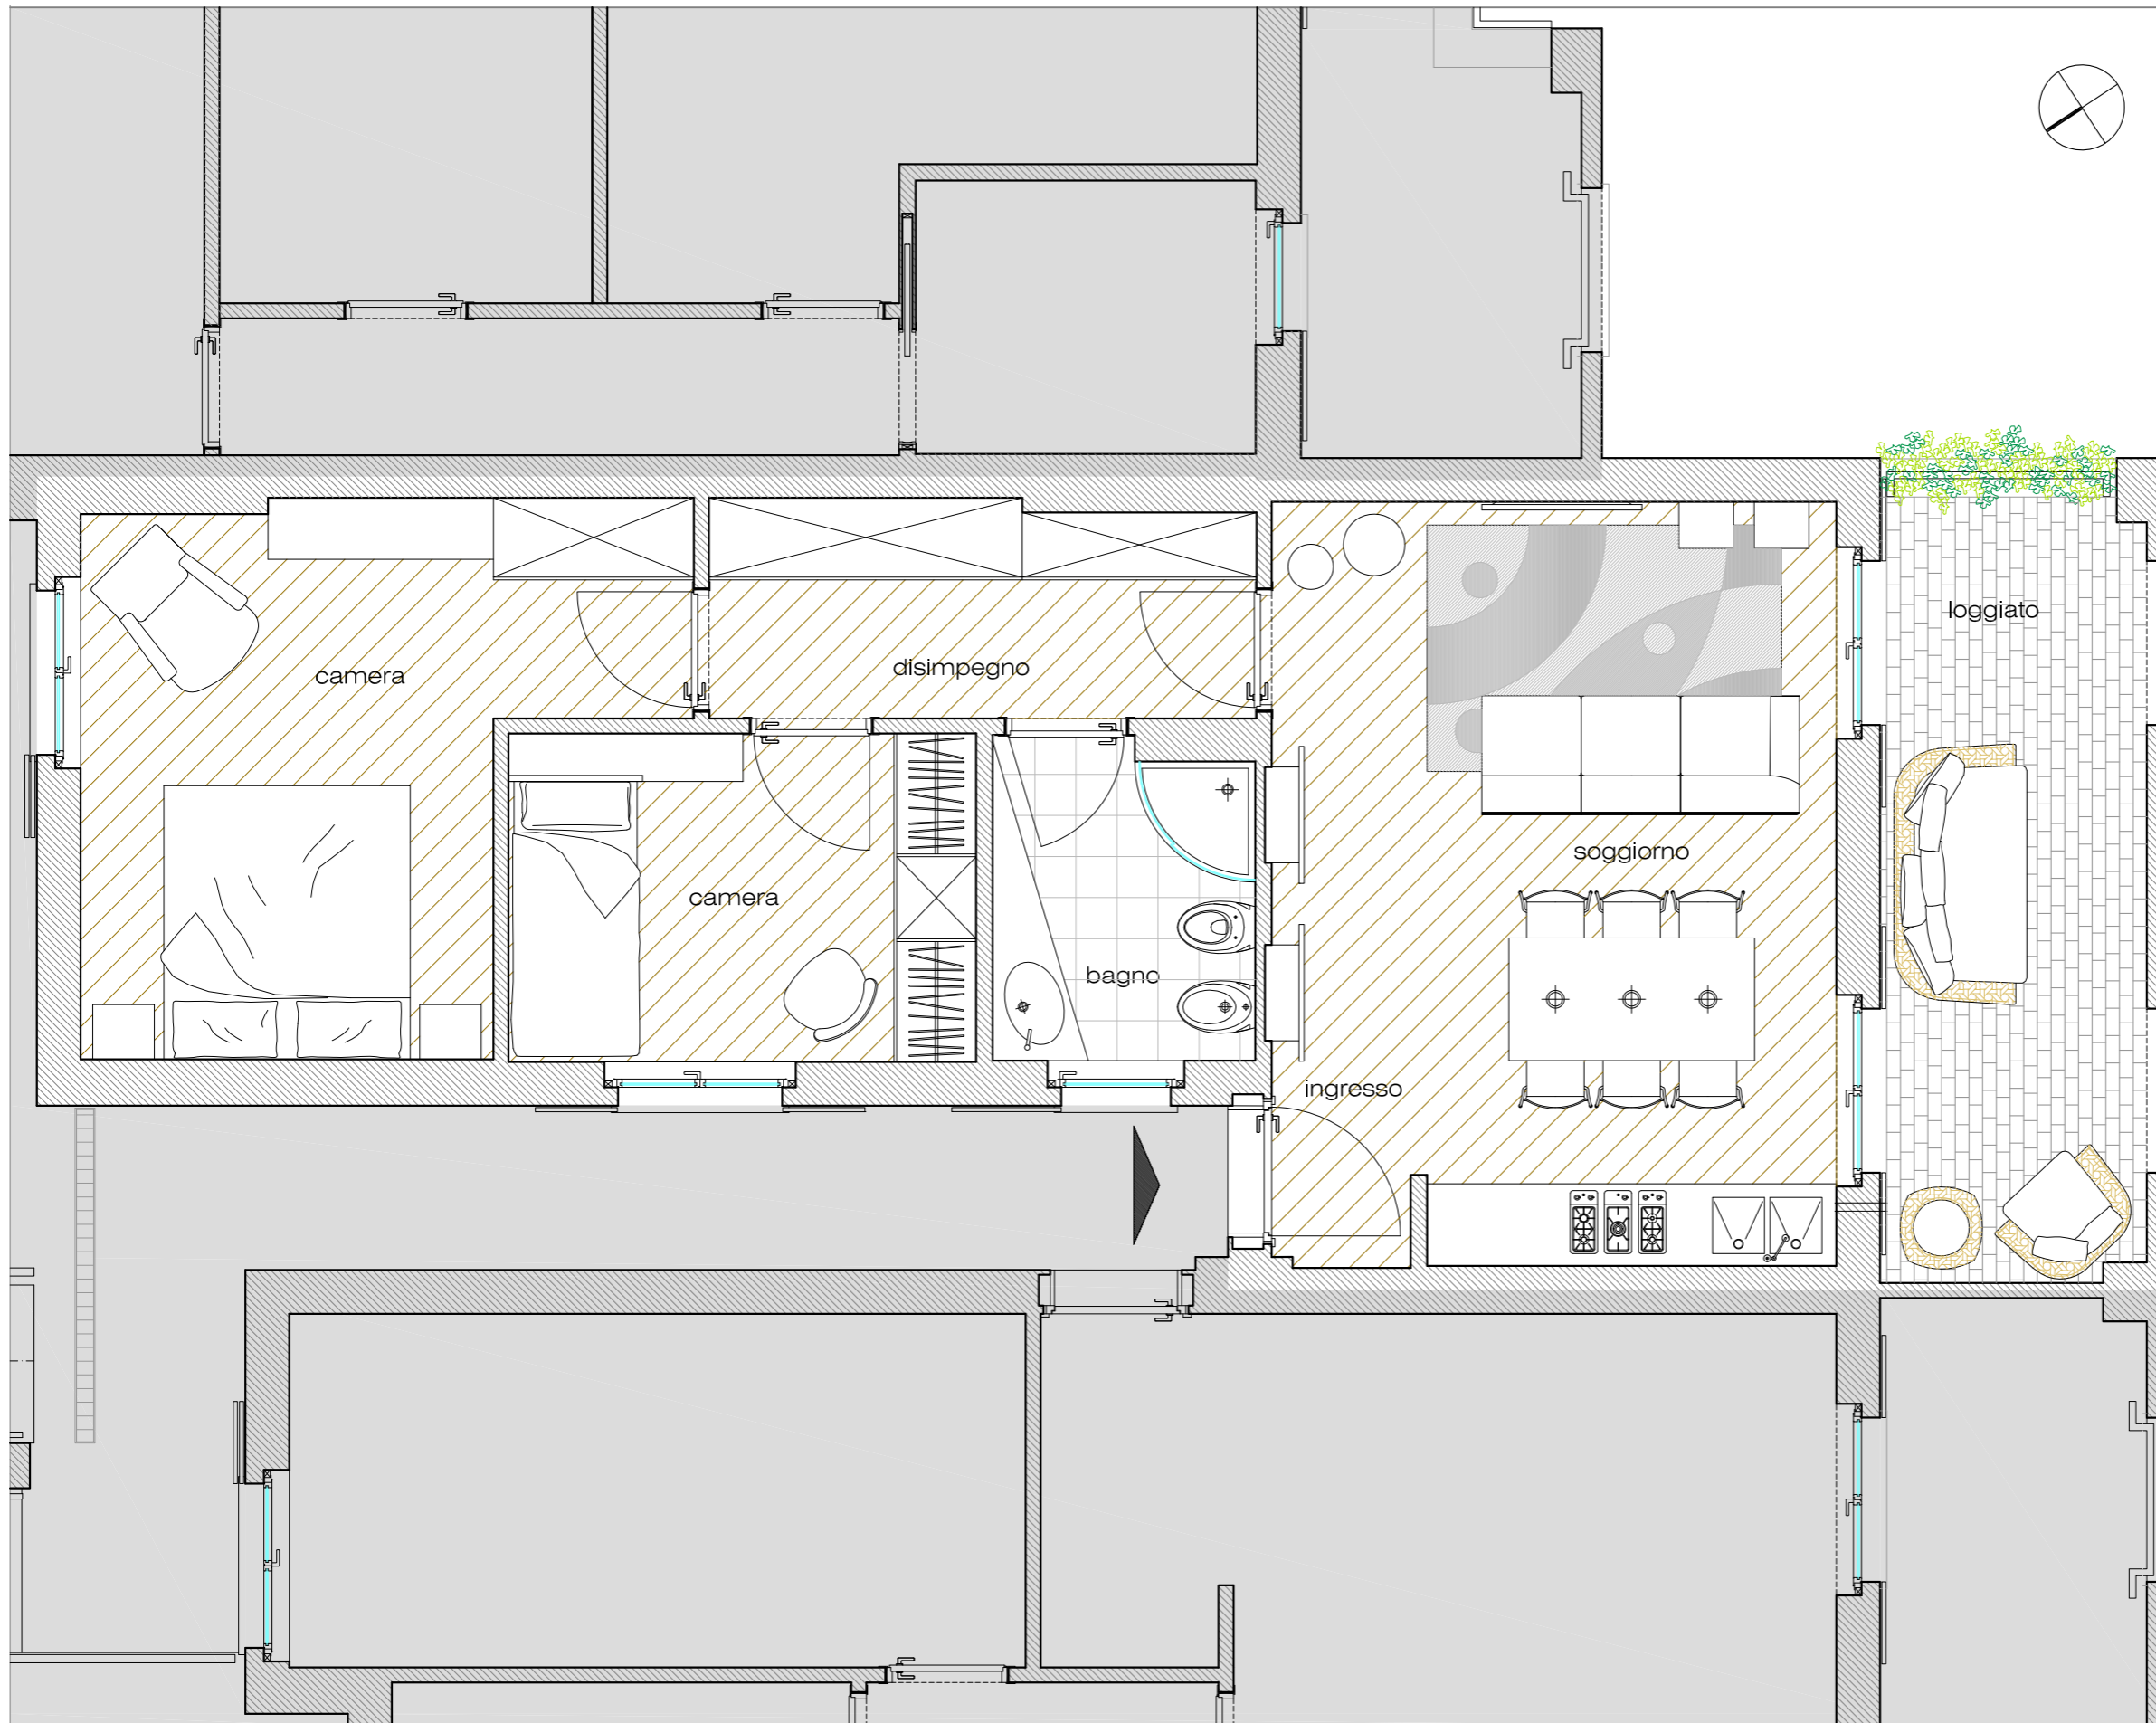 loggiato
disimpegno
camera
soggiorno
camera
bagno
ingresso